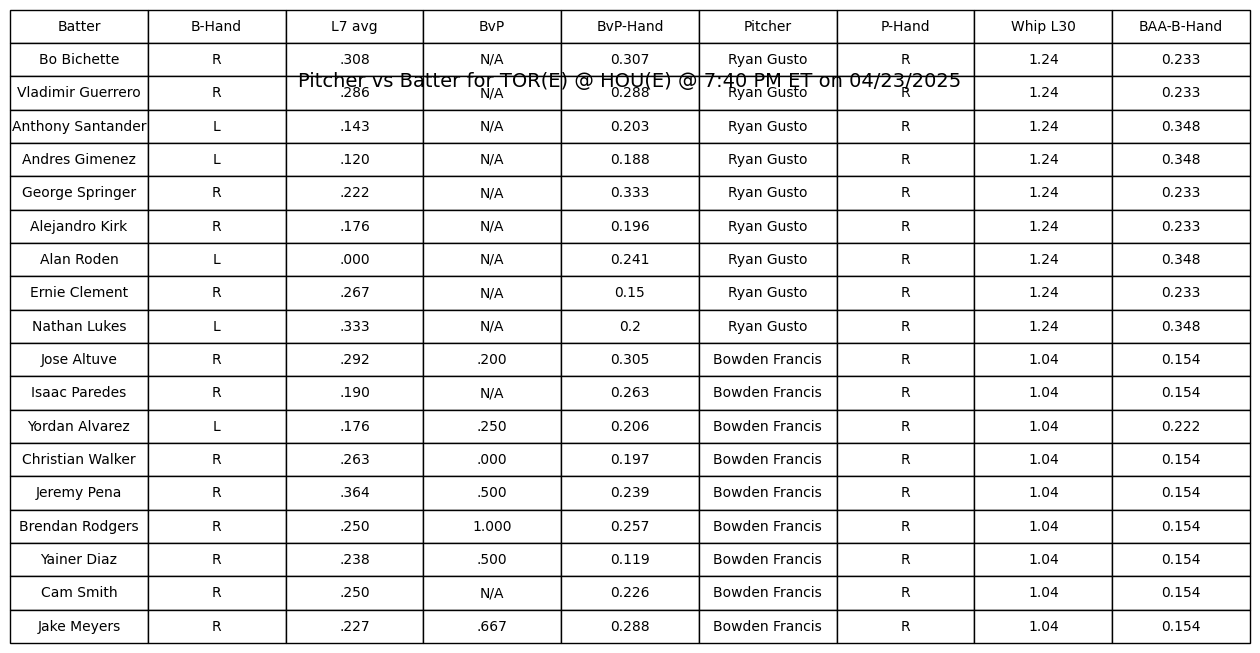 Batter B-Hand L7 avg BvP BvP-Hand Pitcher P-Hand Whip L30 BAA-B-Hand
Bo Bichette R .308 N/A 0.307 Ryan Gusto R 1.24 0.233
Pitcher vs Batter for TOR(E) @ HOU(E) @ 7:40 PM ET on 04/23/2025
Vladimir Guerrero R .286 N/A 0.288 Ryan Gusto R 1.24 0.233
Anthony Santander L .143 N/A 0.203 Ryan Gusto R 1.24 0.348
Andres Gimenez L .120 N/A 0.188 Ryan Gusto R 1.24 0.348
George Springer R .222 N/A 0.333 Ryan Gusto R 1.24 0.233
Alejandro Kirk R .176 N/A 0.196 Ryan Gusto R 1.24 0.233
Alan Roden L .000 N/A 0.241 Ryan Gusto R 1.24 0.348
Ernie Clement R .267 N/A 0.15 Ryan Gusto R 1.24 0.233
Nathan Lukes L .333 N/A 0.2 Ryan Gusto R 1.24 0.348
Jose Altuve R .292 .200 0.305 Bowden Francis R 1.04 0.154
Isaac Paredes R .190 N/A 0.263 Bowden Francis R 1.04 0.154
Yordan Alvarez L .176 .250 0.206 Bowden Francis R 1.04 0.222
Christian Walker R .263 .000 0.197 Bowden Francis R 1.04 0.154
Jeremy Pena R .364 .500 0.239 Bowden Francis R 1.04 0.154
Brendan Rodgers R .250 1.000 0.257 Bowden Francis R 1.04 0.154
Yainer Diaz R .238 .500 0.119 Bowden Francis R 1.04 0.154
Cam Smith R .250 N/A 0.226 Bowden Francis R 1.04 0.154
Jake Meyers R .227 .667 0.288 Bowden Francis R 1.04 0.154